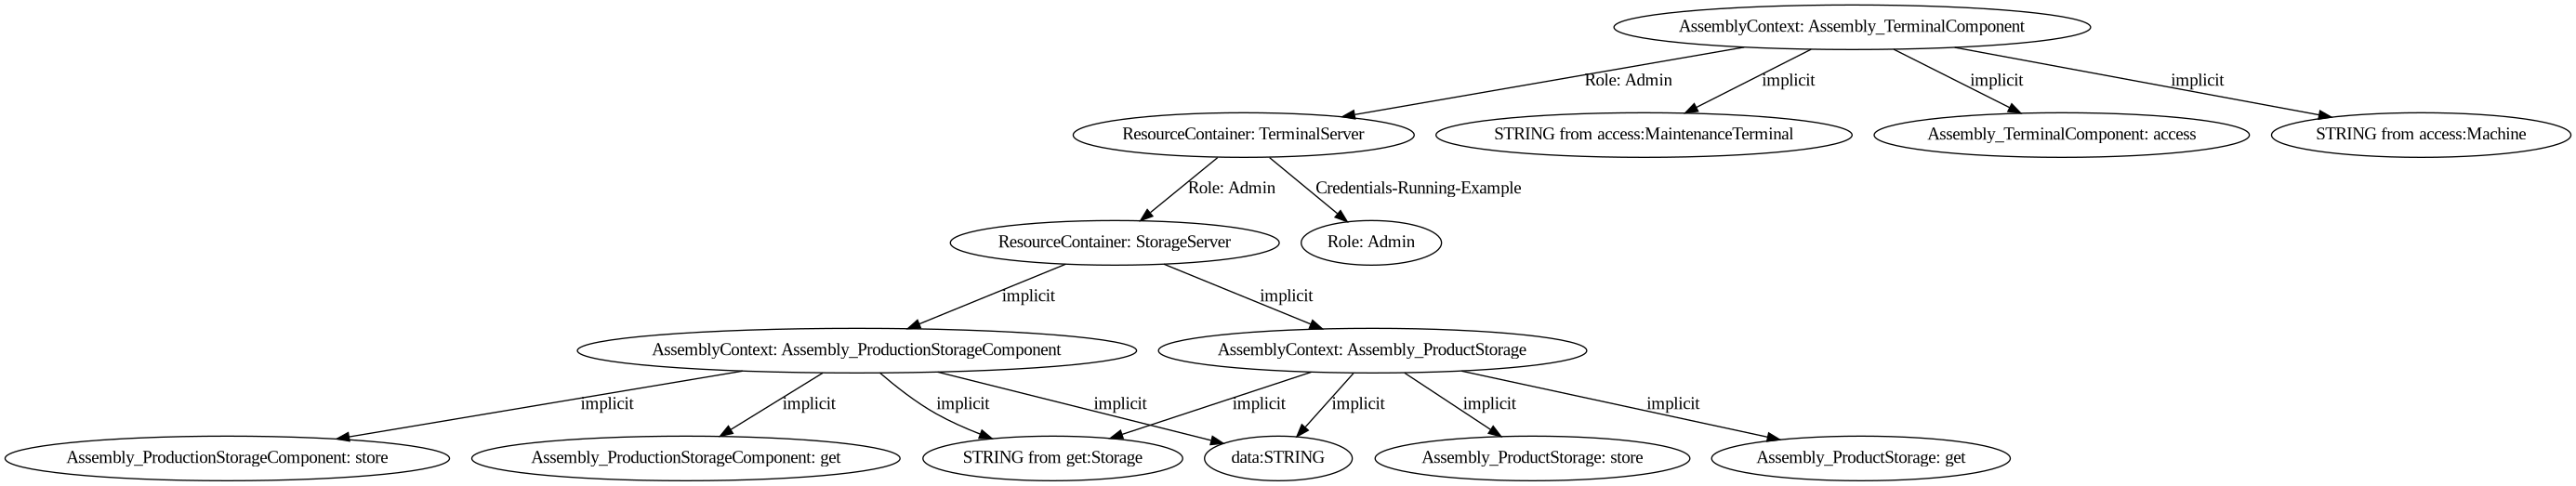 AssemblyContext: Assembly_TerminalComponent
Role: Admin
implicit
implicit
implicit
ResourceContainer: TerminalServer
STRING from access:MaintenanceTerminal
Assembly_TerminalComponent: access
STRING from access:Machine
Role: Admin
Credentials-Running-Example
ResourceContainer: StorageServer
Role: Admin
implicit
implicit
AssemblyContext: Assembly_ProductionStorageComponent
AssemblyContext: Assembly_ProductStorage
implicit
implicit
implicit
implicit
implicit
implicit
implicit
implicit
Assembly_ProductionStorageComponent: store
Assembly_ProductionStorageComponent: get
STRING from get:Storage
data:STRING
Assembly_ProductStorage: store
Assembly_ProductStorage: get